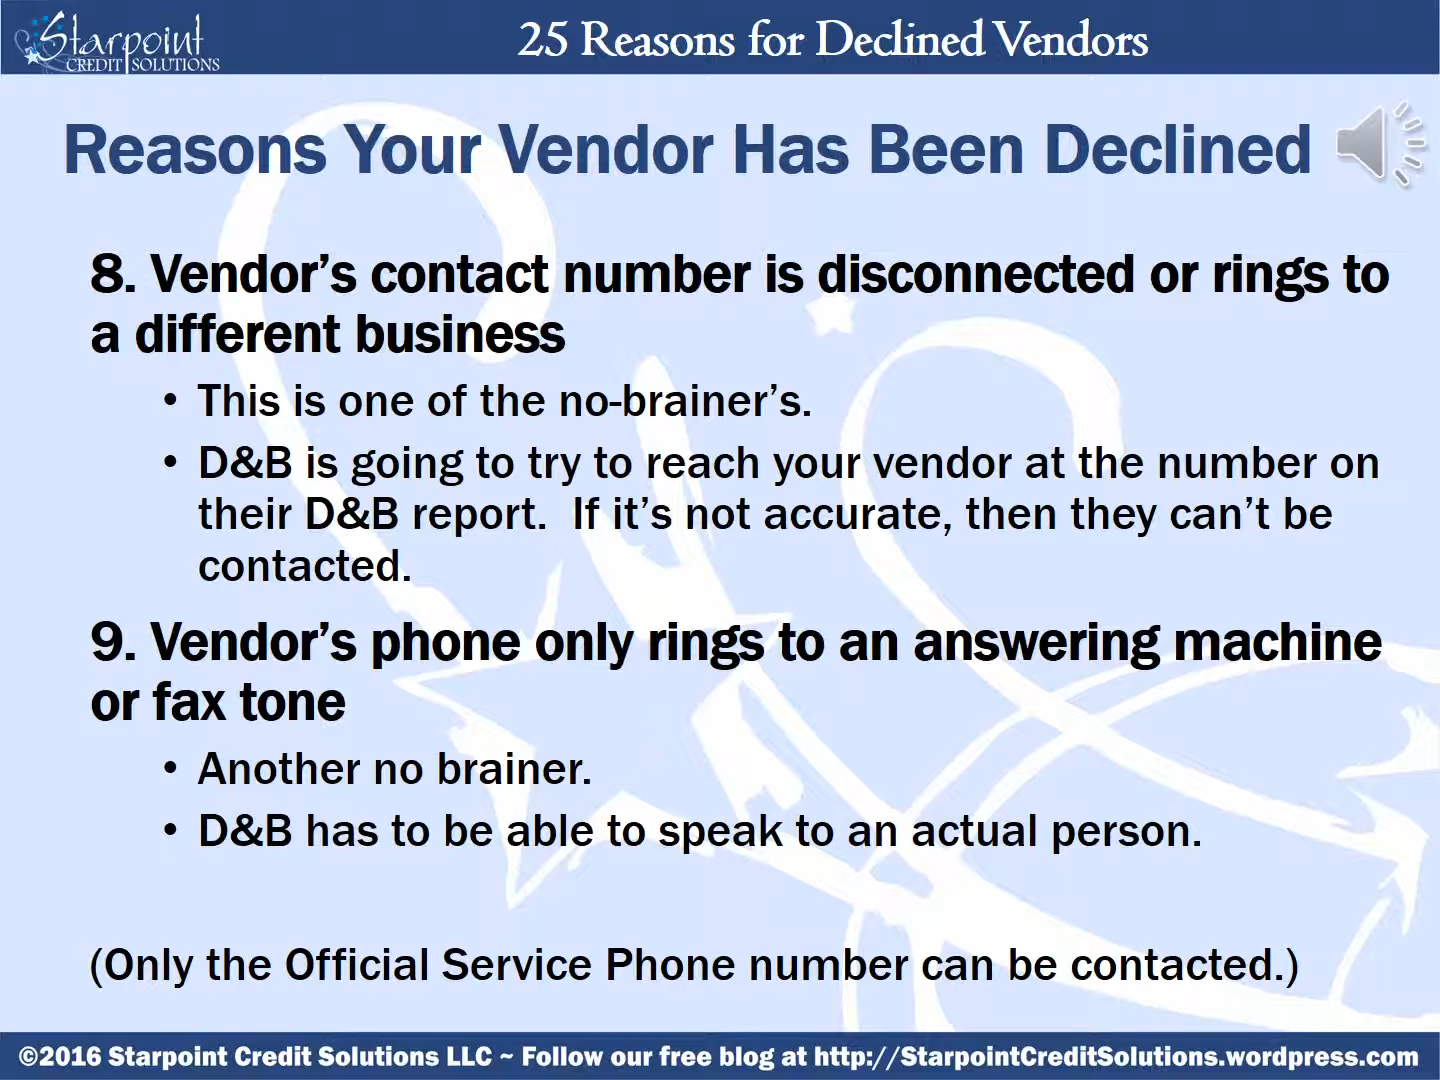 Starpoint
CREDIT SOLUTIONS
25 Reasons for Declined Vendors
Reasons Your Vendor Has Been Declined
8. Vendor’s contact number is disconnected or rings to
a different business
• This is one of the no-brainer’s.
• D&B is going to try to reach your vendor at the number on
their D&B report.  If it’s not accurate, then they can’t be
contacted.
9. Vendor’s phone only rings to an answering machine
or fax tone
• Another no brainer.
• D&B has to be able to speak to an actual person.
(Only the Official Service Phone number can be contacted.)
©2016 Starpoint Credit Solutions LLC ~ Follow our free blog at http://StarpointCreditSolutions.wordpress.com